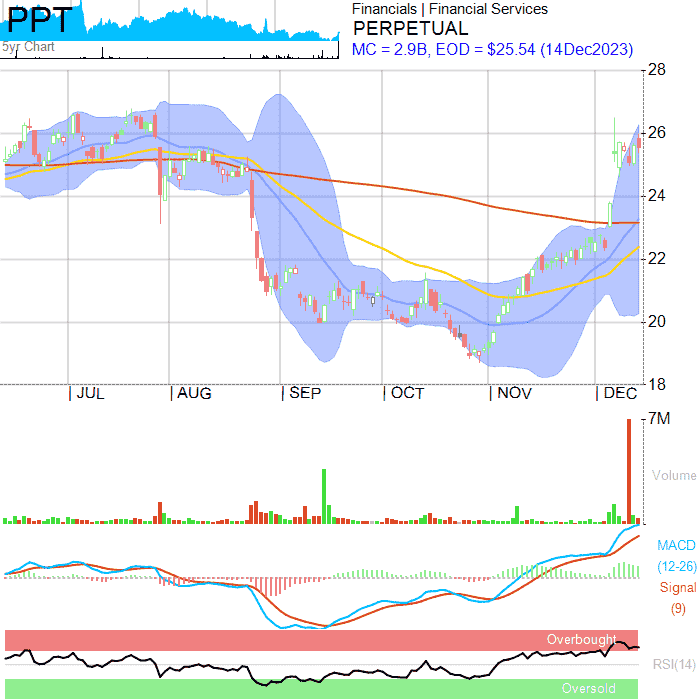 PPT
5yr Chart
Financials | Financial Services
PERPETUAL
MC = 2.9B, EOD = $25.54 (14Dec2023)
28
26
24
22
20
18
JUL AUG SEP OCT NOV DEC
7M
Volume
MACD
(12-26)
Signal
(9)
Overbought
RSI(14)
Oversold